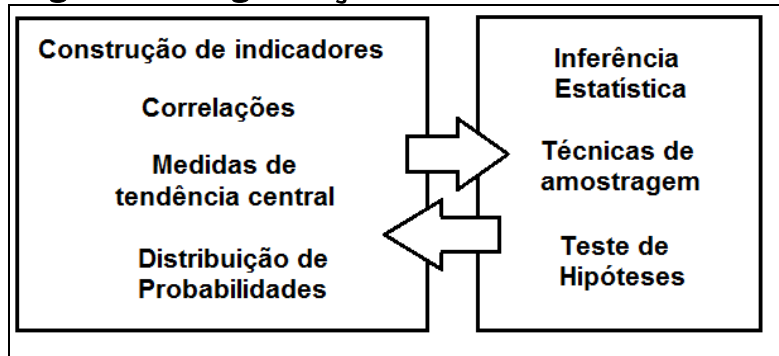 Construção de indicadores
Correlações
Medidas de
tendência central
Distribuição de
Probabilidades
Inferência
Estatística
Técnicas de
amostragem
Teste de
Hipóteses